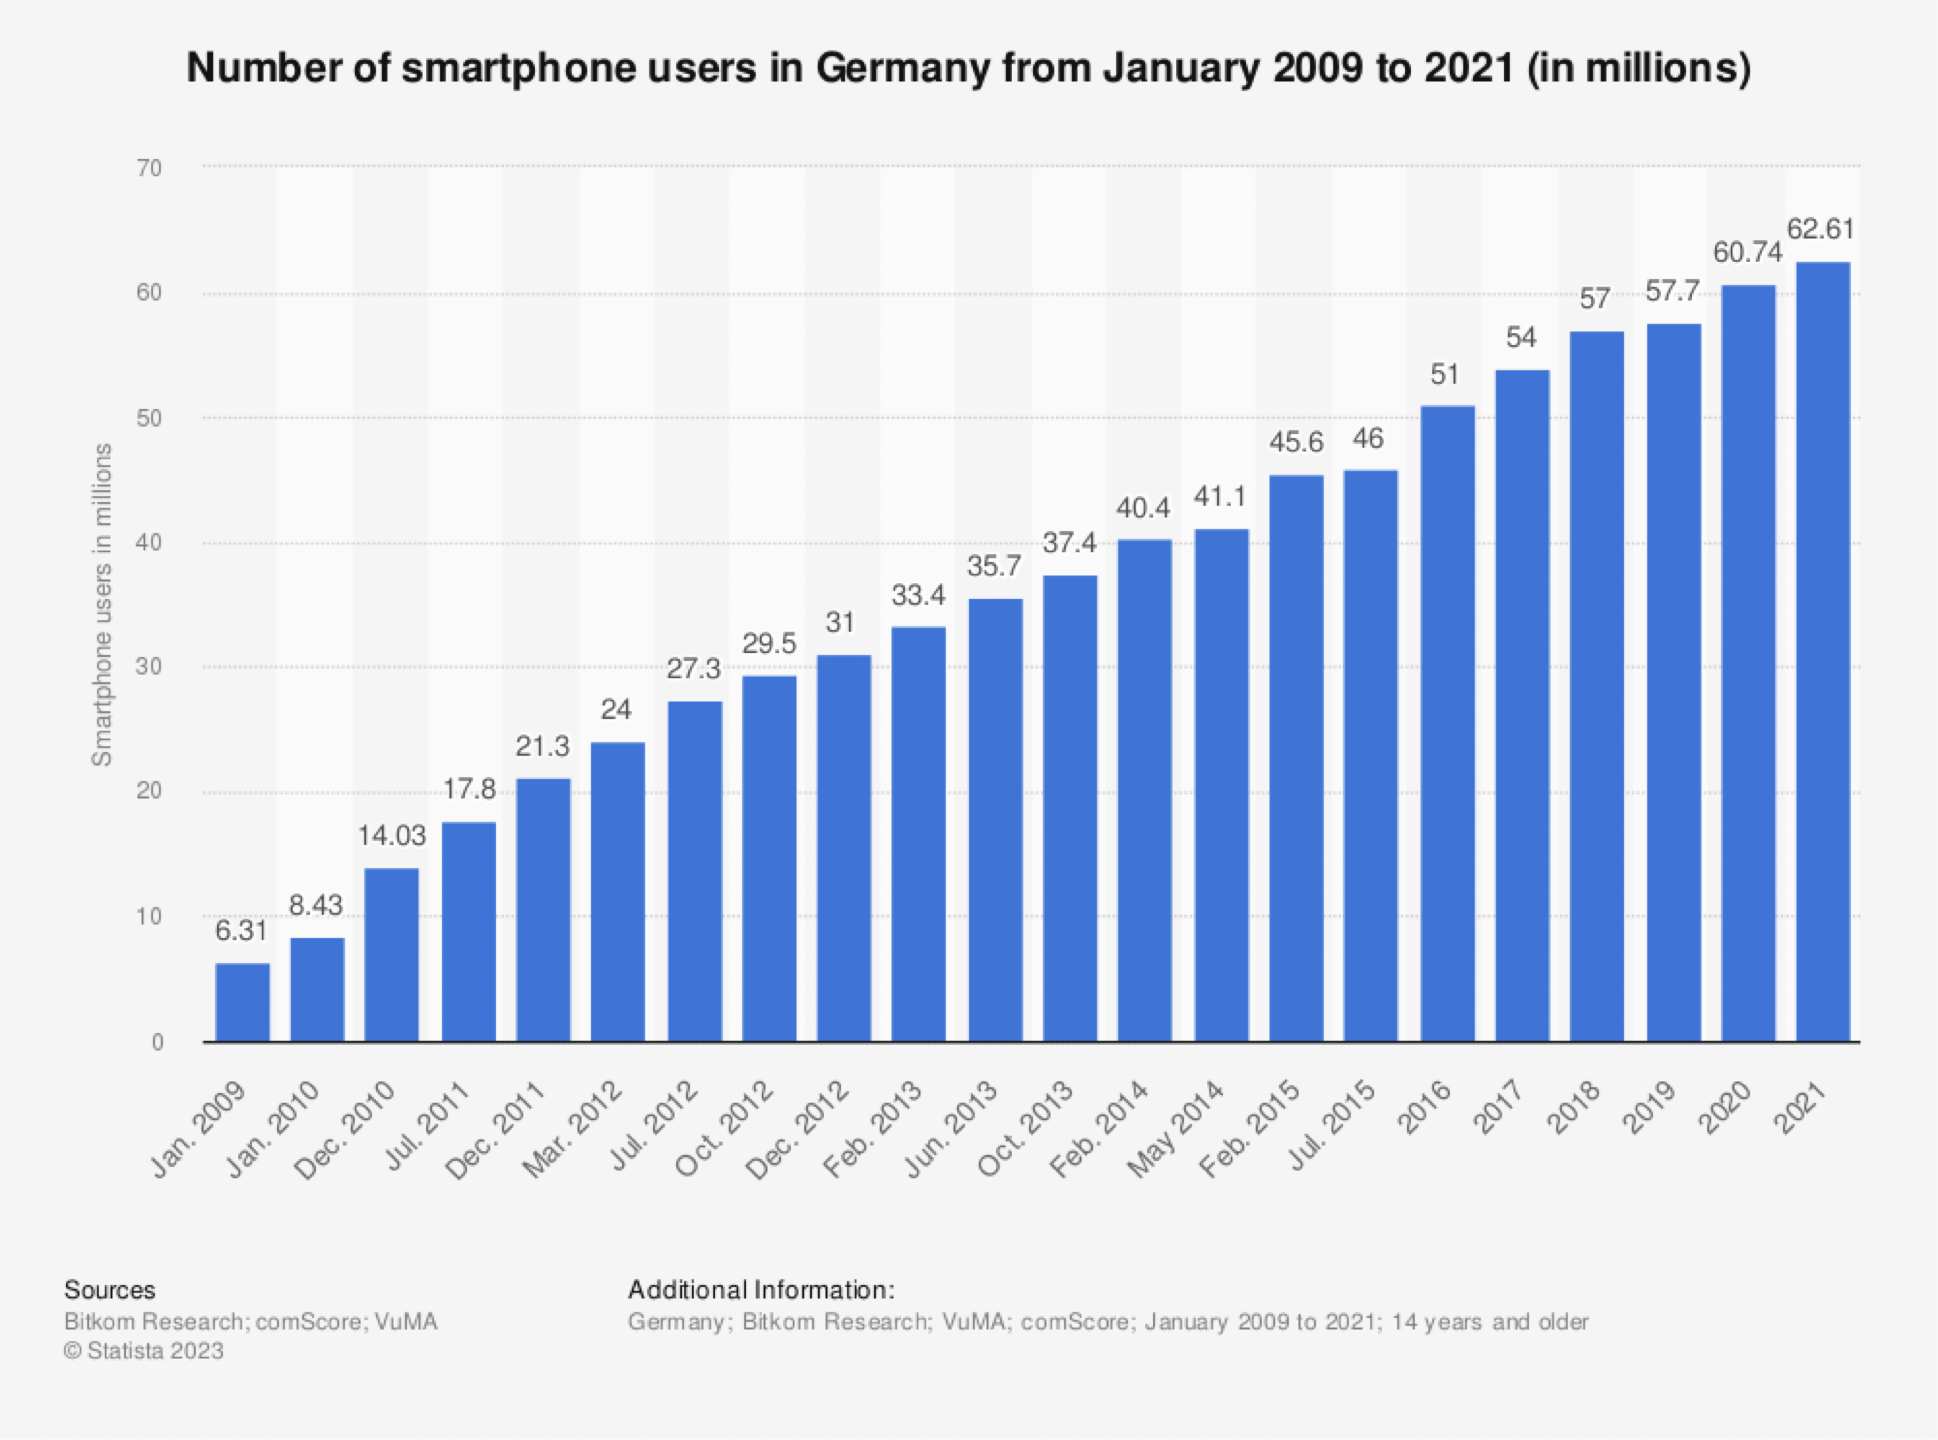 Number of smartphone users in Germany from January 2009 to 2021 (in millions)
Smartphone users in millions
70
60
50
40
30
20
10
0
6.31
8.43
14.03
17.8
21.3
24
27.3
29.5
31
33.4
35.7
37.4
40.4
41.1
45.6
46
51
54
57
57.7
60.74
62.61
Jan. 2009
Jan. 2010
Dec. 2010
Jul. 2011
Dec. 2011
Mar. 2012
Jul. 2012
Oct. 2012
Dec. 2012
Feb. 2013
Jun. 2013
Oct. 2013
Feb. 2014
May 2014
Feb. 2015
Jul. 2015
2016
2017
2018
2019
2020
2021
Sources
Bitkom Research; comScore; VuMA
© Statista 2023
Additional Information:
Germany; Bitkom Research; VuMA; comScore; January 2009 to 2021; 14 years and older